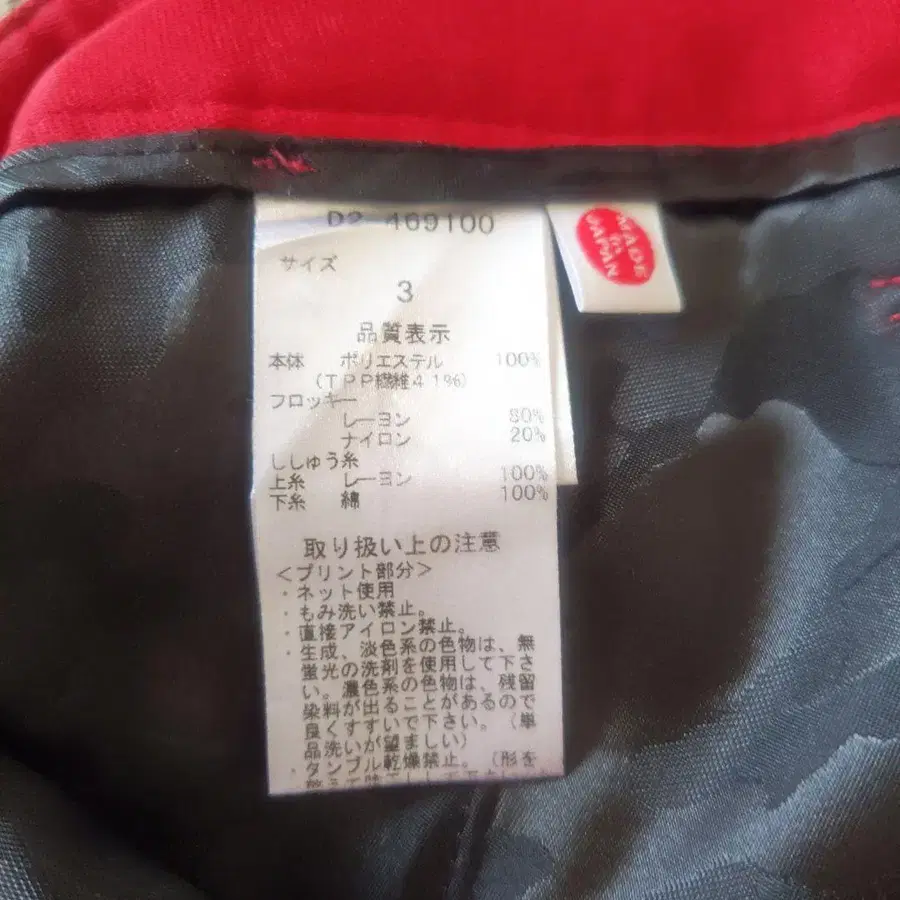 D2 469100
サイズ
3
品質表示
本体 ポリエステル 100%
(TPP繊維41%)
フロッキー
レーヨン 80%
ナイロン 20%
ししゅう糸
上糸 レーヨン 100%
下糸 綿 100%
取り扱い上の注意
<プリント部分>
・ネット使用
・もみ洗い禁止。
・直接アイロン禁止。
・生成、淡色系の色物は、無
蛍光の洗剤を使用して下さ
い。濃色系の色物は、残留
染料が出ることがあるので
良くすすいで下さい。(単
品洗いが望ましい)
・タンブル乾燥禁止。(形を
MADE
IN
JAPAN